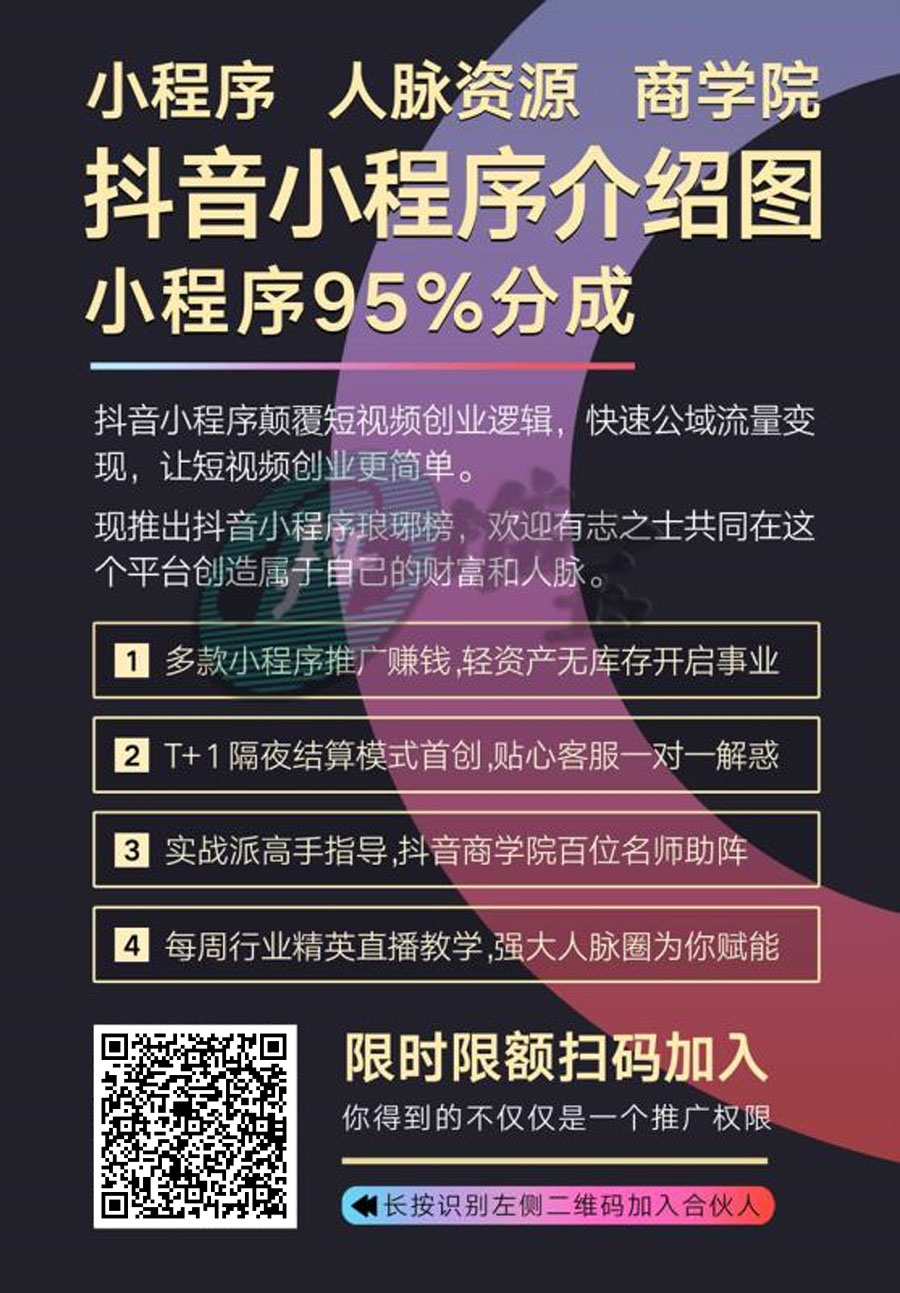 小程序 人脉资源 商学院
抖音小程序介绍图
小程序95%分成
抖音小程序颠覆短视频创业逻辑，快速公域流量变
现，让短视频创业更简单。
现推出抖音小程序琅琊榜，欢迎有志之士共同在这
个平台创造属于自己的财富和人脉。
1 多款小程序推广赚钱,轻资产无库存开启事业
2 T+1隔夜结算模式首创,贴心客服一对一解惑
3 实战派高手指导,抖音商学院百位名师助阵
4 每周行业精英直播教学,强大人脉圈为你赋能
限时限额扫码加入
你得到的不仅仅是一个推广权限
长按识别左侧二维码加入合伙人